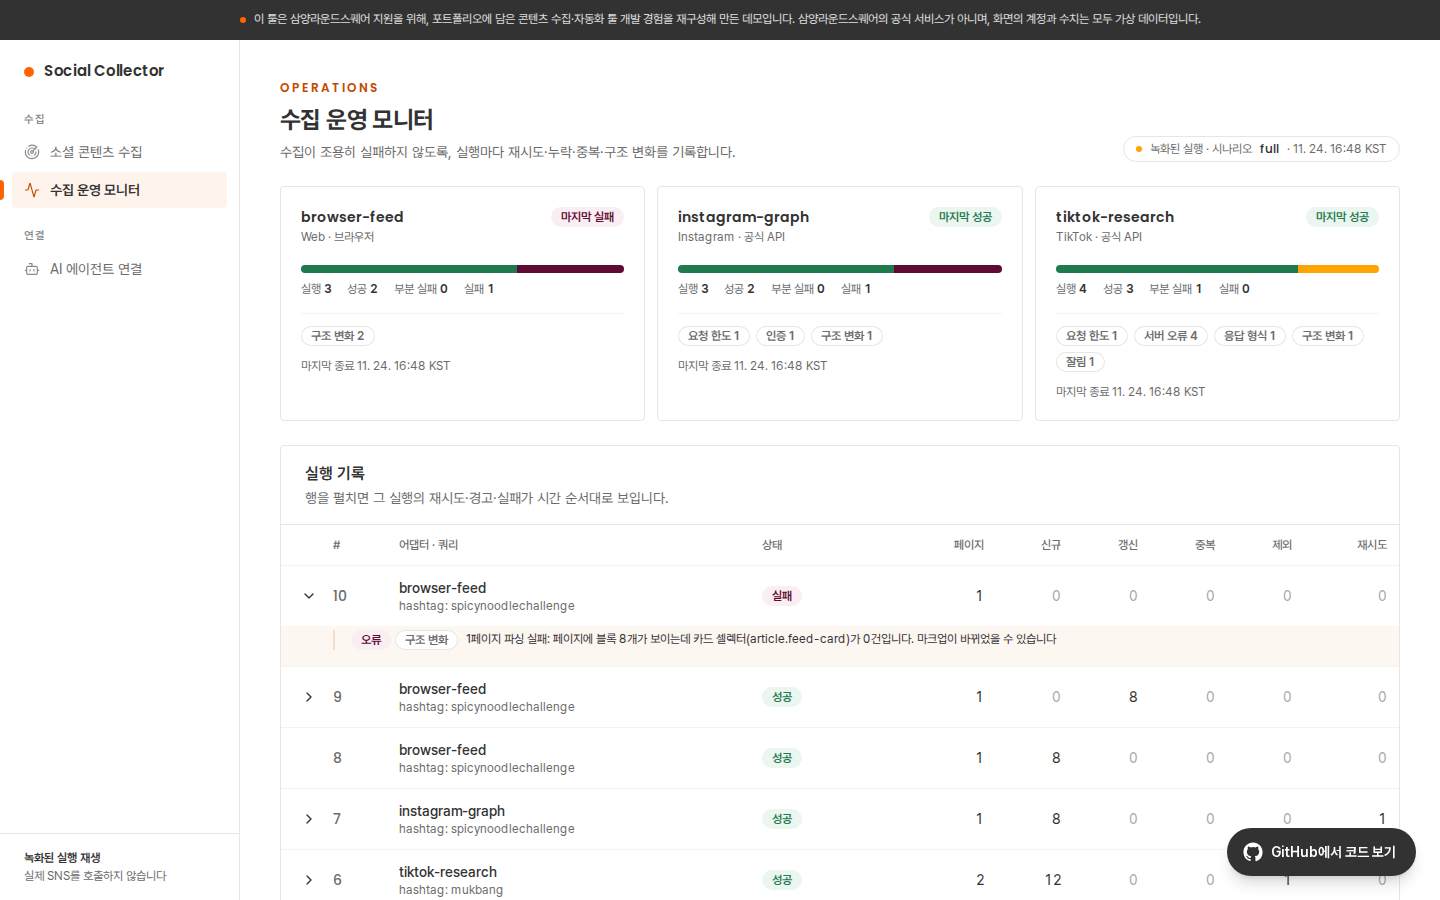 이 툴은 삼양라운드스퀘어 지원을 위해, 포트폴리오에 담은 콘텐츠 수집·자동화 툴 개발 경험을 재구성해 만든 데모입니다. 삼양라운드스퀘어의 공식 서비스가 아니며, 화면의 계정과 수치는 모두 가상 데이터입니다.
Social Collector
수집
소셜 콘텐츠 수집
수집 운영 모니터
연결
AI 에이전트 연결
녹화된 실행 재생
실제 SNS를 호출하지 않습니다
OPERATIONS
수집 운영 모니터
수집이 조용히 실패하지 않도록, 실행마다 재시도·누락·중복·구조 변화를 기록합니다.
녹화된 실행 · 시나리오 full · 11. 24. 16:48 KST
browser-feed 마지막 실패
Web · 브라우저
실행 3 성공 2 부분 실패 0 실패 1
구조 변화 2
마지막 종료 11. 24. 16:48 KST
instagram-graph 마지막 성공
Instagram · 공식 API
실행 3 성공 2 부분 실패 0 실패 1
요청 한도 1 인증 1 구조 변화 1
마지막 종료 11. 24. 16:48 KST
tiktok-research 마지막 성공
TikTok · 공식 API
실행 4 성공 3 부분 실패 1 실패 0
요청 한도 1 서버 오류 4 응답 형식 1 구조 변화 1
잘림 1
마지막 종료 11. 24. 16:48 KST
실행 기록
행을 펼치면 그 실행의 재시도·경고·실패가 시간 순서대로 보입니다.
# 어댑터 · 쿼리 상태 페이지 신규 갱신 중복 제외 재시도
10 browser-feed 실패 1 0 0 0 0 0
hashtag: spicynoodlechallenge
오류 구조 변화 1페이지 파싱 실패: 페이지에 블록 8개가 보이는데 카드 셀렉터(article.feed-card)가 0건입니다. 마크업이 바뀌었을 수 있습니다
9 browser-feed 성공 1 0 8 0 0 0
hashtag: spicynoodlechallenge
8 browser-feed 성공 1 8 0 0 0 0
hashtag: spicynoodlechallenge
7 instagram-graph 성공 1 8 0 0 0 1
hashtag: spicynoodlechallenge
6 tiktok-research 성공 2 12 0 0 1 0
hashtag: mukbang
GitHub에서 코드 보기